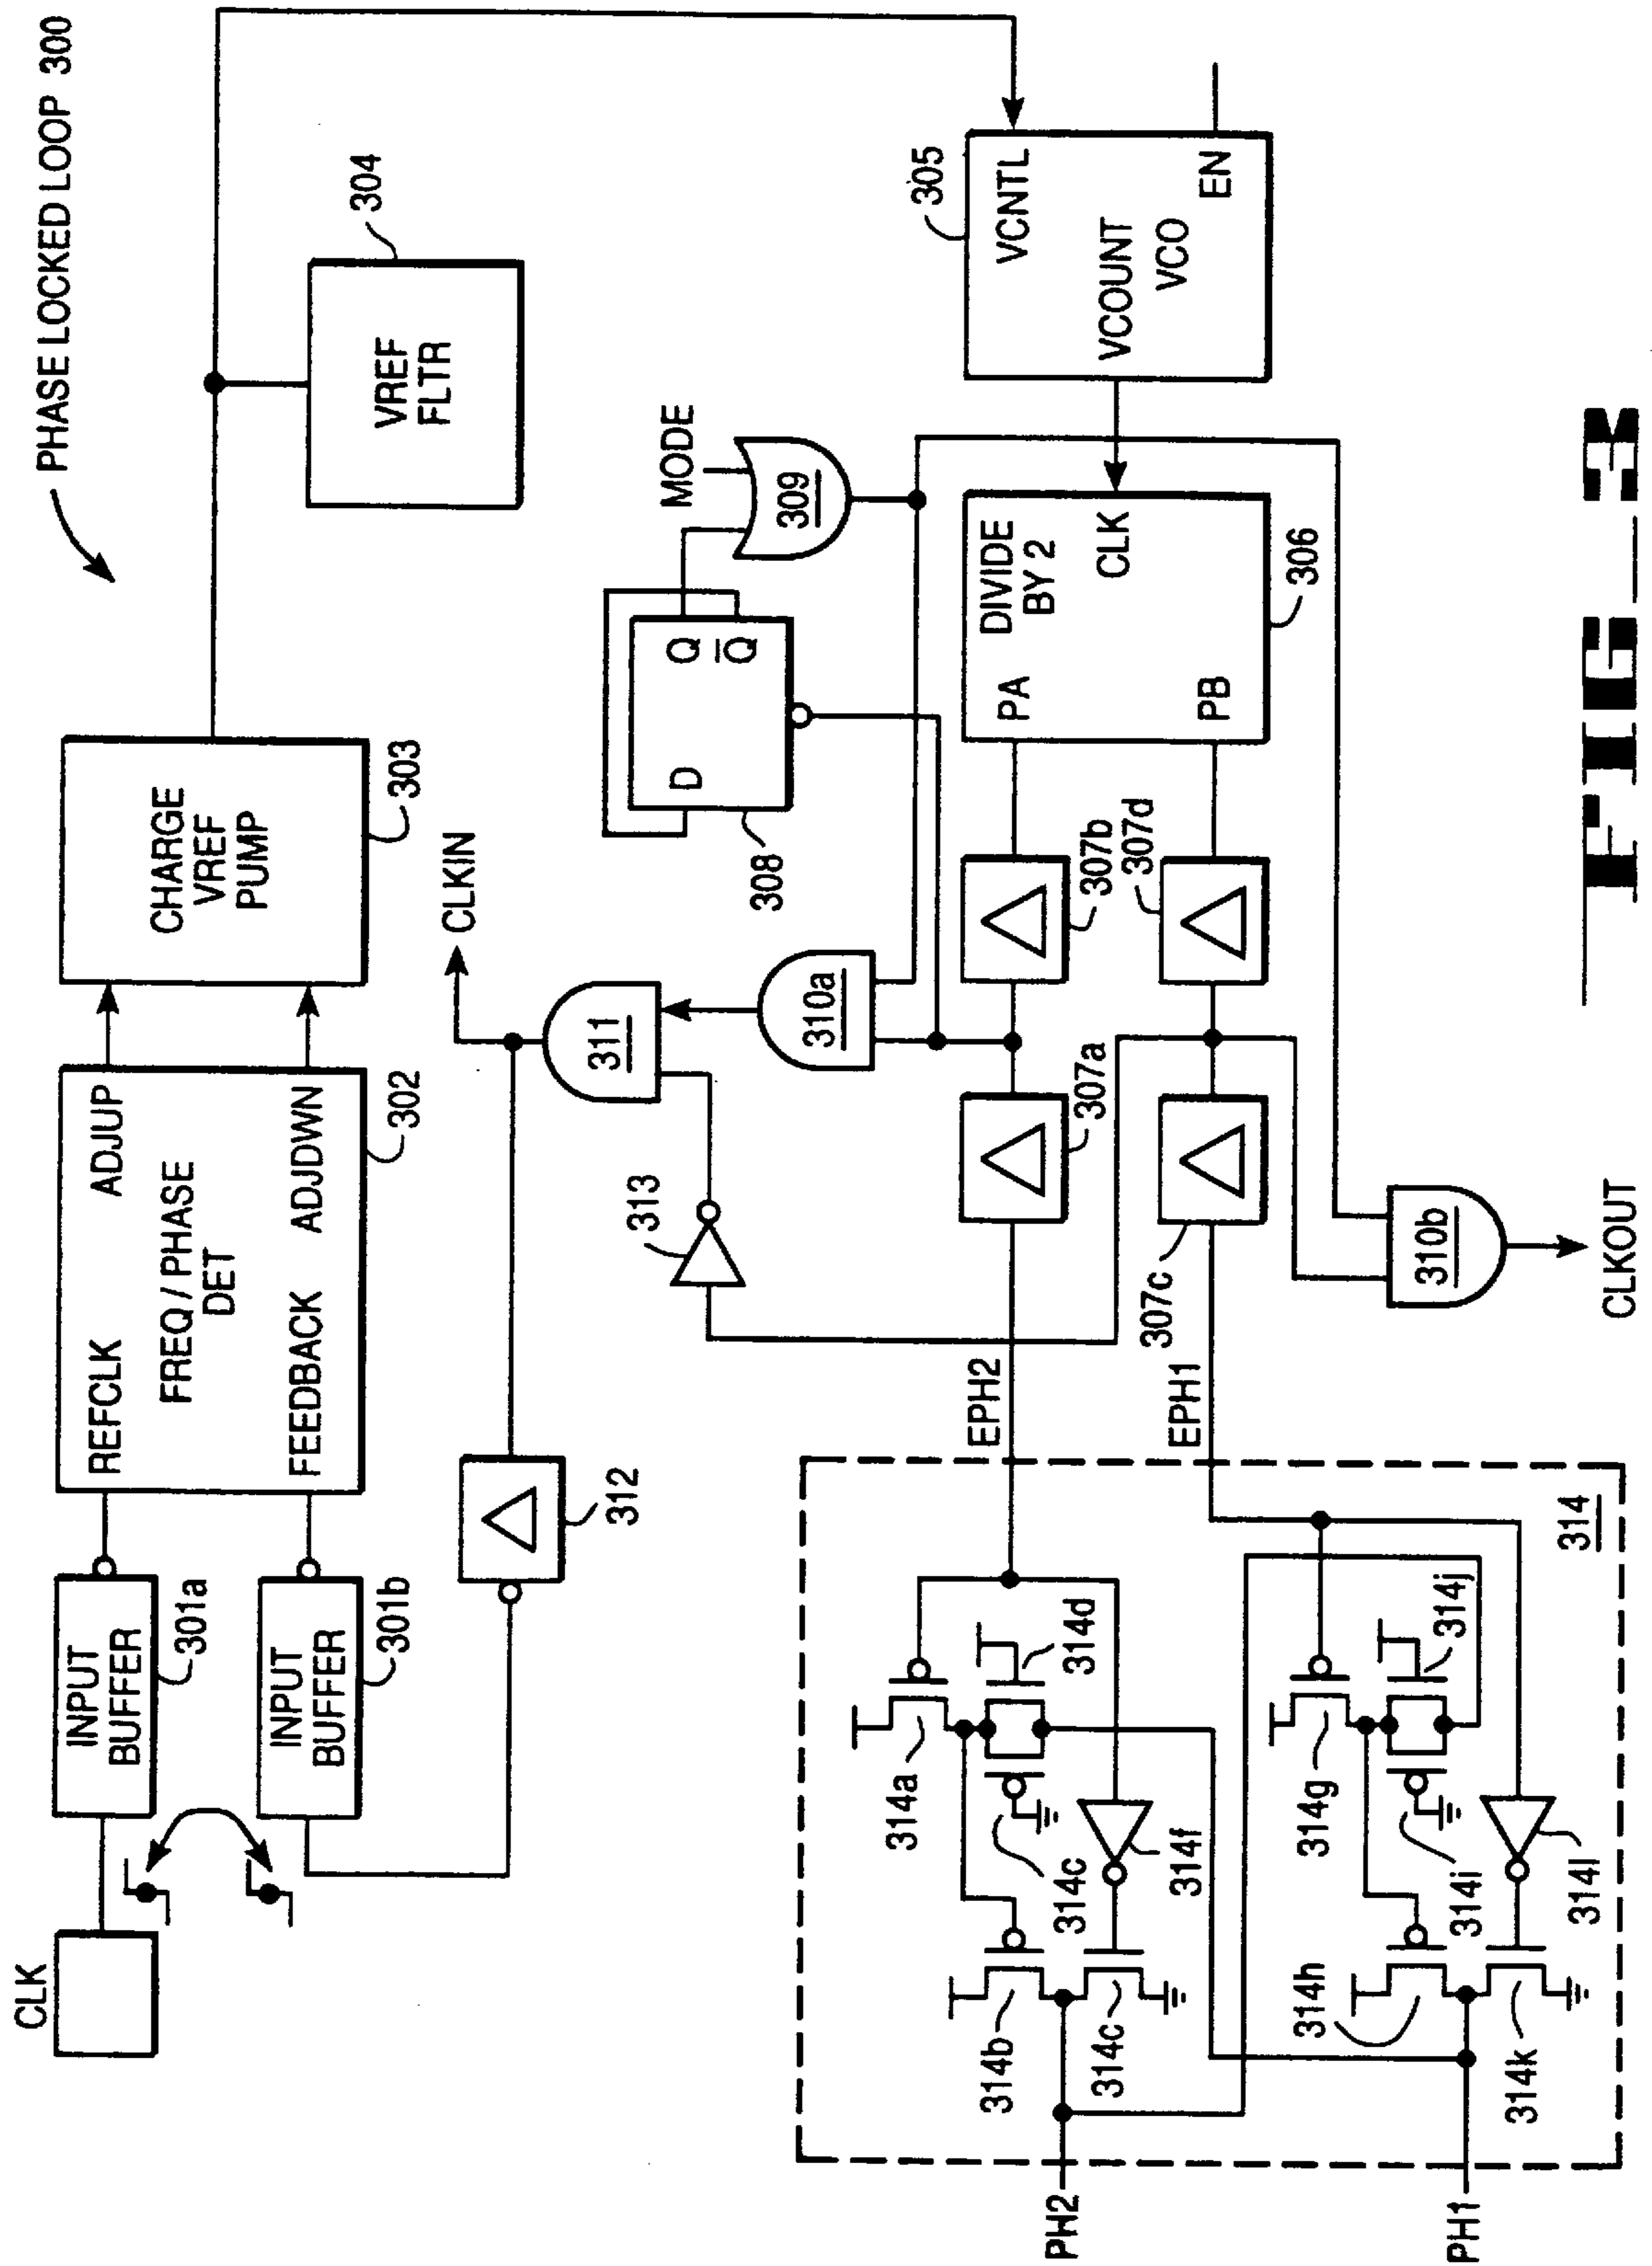 PHASE LOCKED LOOP 300
CLK
INPUT
BUFFER
301a
INPUT
BUFFER
301b
REFCLK
ADJUP
FREQ / PHASE
DET
FEEDBACK
ADJDWN
302
CHARGE
VREF
PUMP
303
VREF
FLTR
304
312
CLKIN
311
313
310a
D
Q
Q
308
MODE
309
VCNTL
VCOUNT
VCO
EN
305
DIVIDE
BY 2
PA
CLK
PB
306
307b
307d
307a
307c
EPH2
EPH1
310b
CLKOUT
314
314a
314d
314c
314b
314c
314f
314g
314j
314i
314h
314k
314l
PH2
PH1
FIG_3